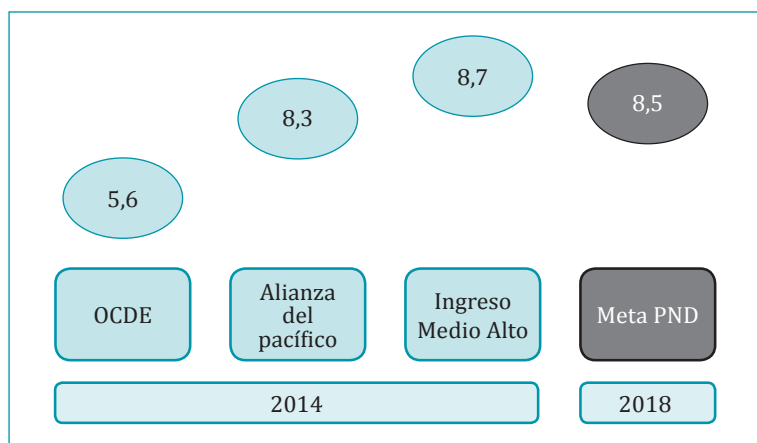 5,6
8,3
8,7
8,5
OCDE
Alianza
del
pacífico
Ingreso
Medio Alto
Meta PND
2014
2018